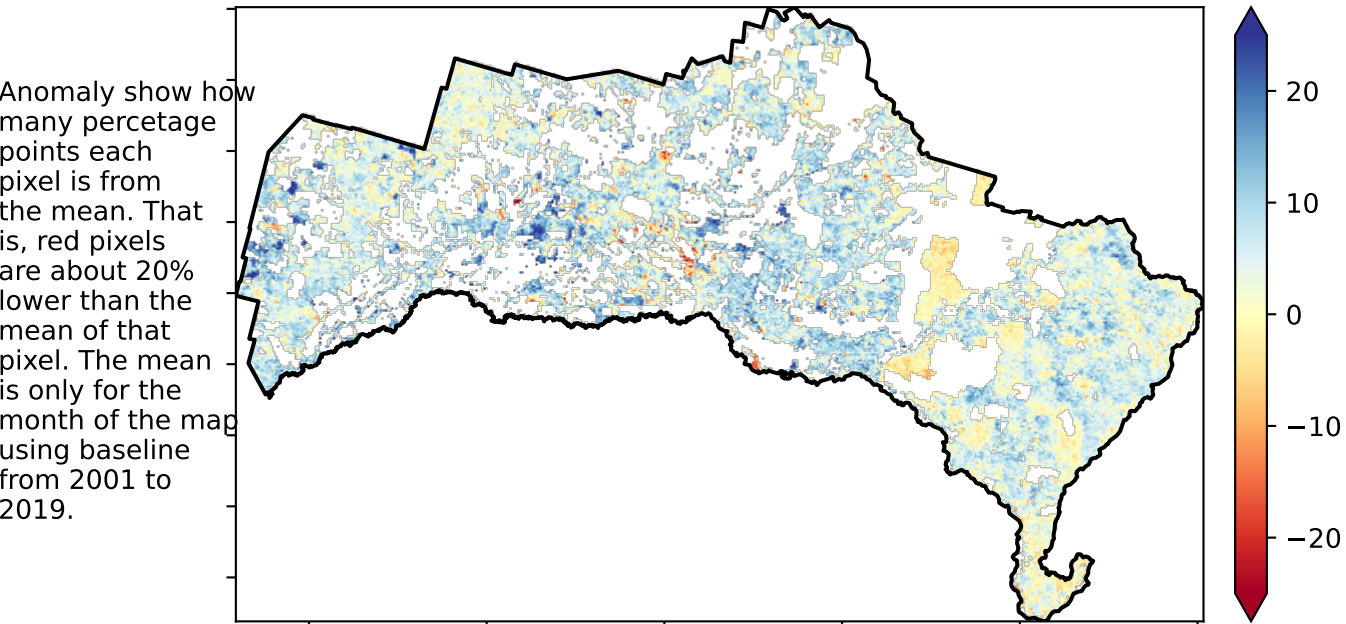 Anomaly show how
many percetage
points each
pixel is from
the mean. That
is, red pixels
are about 20%
lower than the
mean of that
pixel. The mean
is only for the
month of the map
using baseline
from 2001 to
2019.
20
10
0
−10
−20